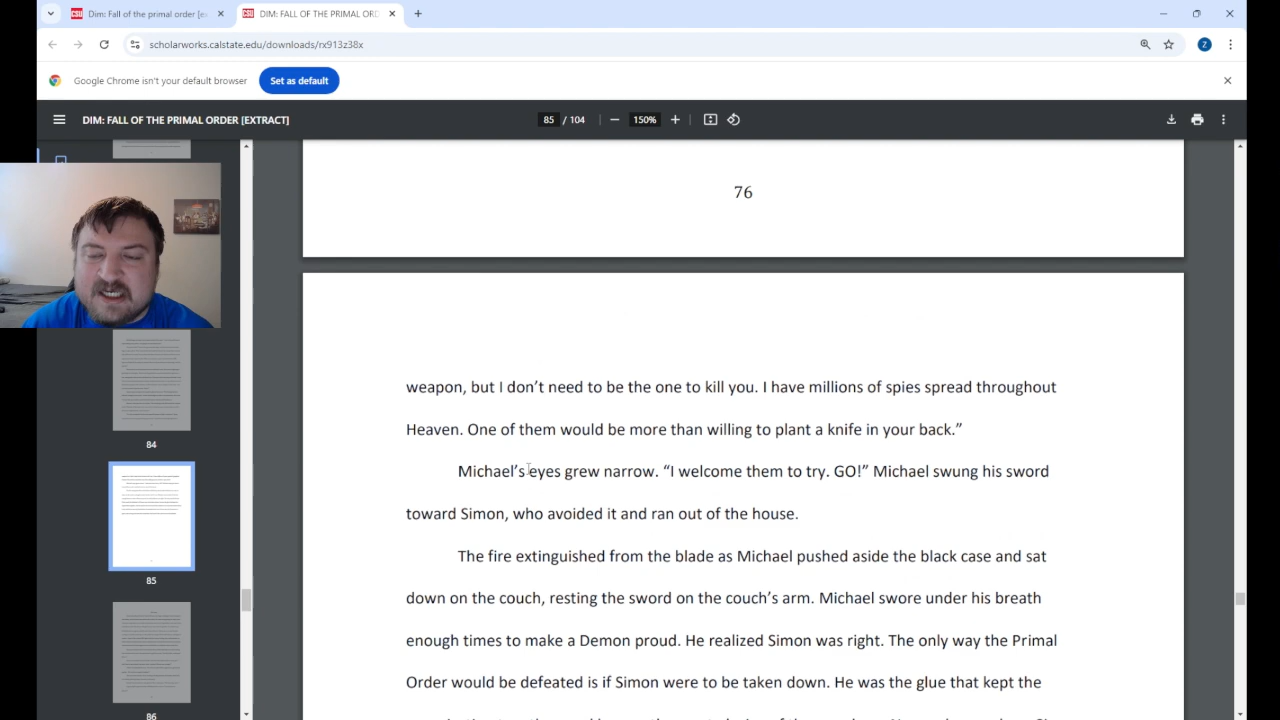 Dim: Fall of the primal order [e
DIM: FALL OF THE PRIMAL ORD
scholarworks.calstate.edu/downloads/rx913z38x
Z
Google Chrome isn't your default browser
Set as default
DIM: FALL OF THE PRIMAL ORDER [EXTRACT]
85 / 104
150%
84
85
86
76
weapon, but I don’t need to be the one to kill you. I have millions of spies spread throughout
Heaven. One of them would be more than willing to plant a knife in your back.”
Michael’s eyes grew narrow. “I welcome them to try. GO!” Michael swung his sword
toward Simon, who avoided it and ran out of the house.
The fire extinguished from the blade as Michael pushed aside the black case and sat
down on the couch, resting the sword on the couch’s arm. Michael swore under his breath
enough times to make a Demon proud. He realized Simon was right. The only way the Primal
Order would be defeated is if Simon were to be taken down. He was the glue that kept the